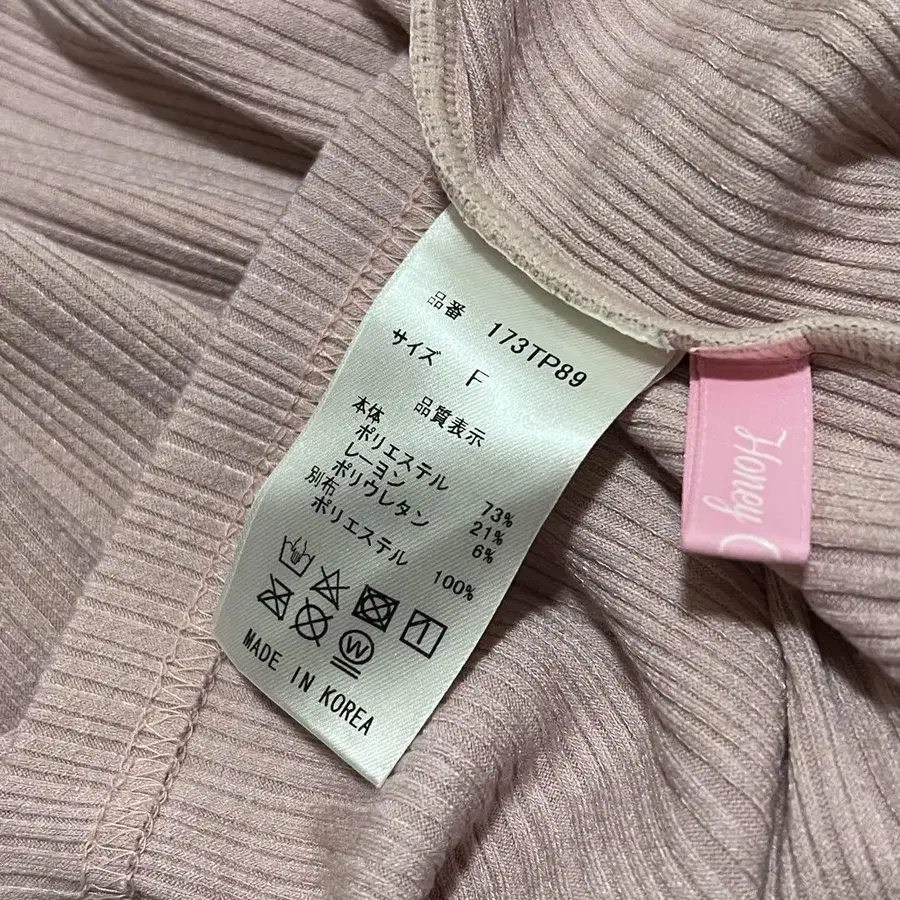 品番 173TP89
サイズ F
品質表示
本体
ポリエステル 73%
レーヨン 21%
ポリウレタン 6%
別布
ポリエステル 100%
W
MADE IN KOREA
Honey